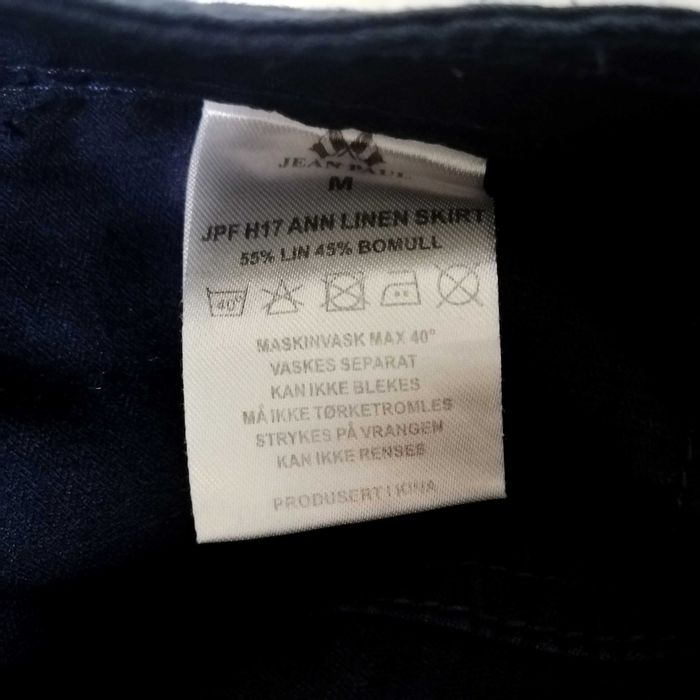 JEAN PAUL
M
JPF H17 ANN LINEN SKIRT
55% LIN 45% BOMULL
40°
MASKINVASK MAX 40°
VASKES SEPARAT
KAN IKKE BLEKES
MÅ IKKE TØRKETROMLES
STRYKES PÅ VRANGEN
KAN IKKE RENSES
PRODUSERT I KINA